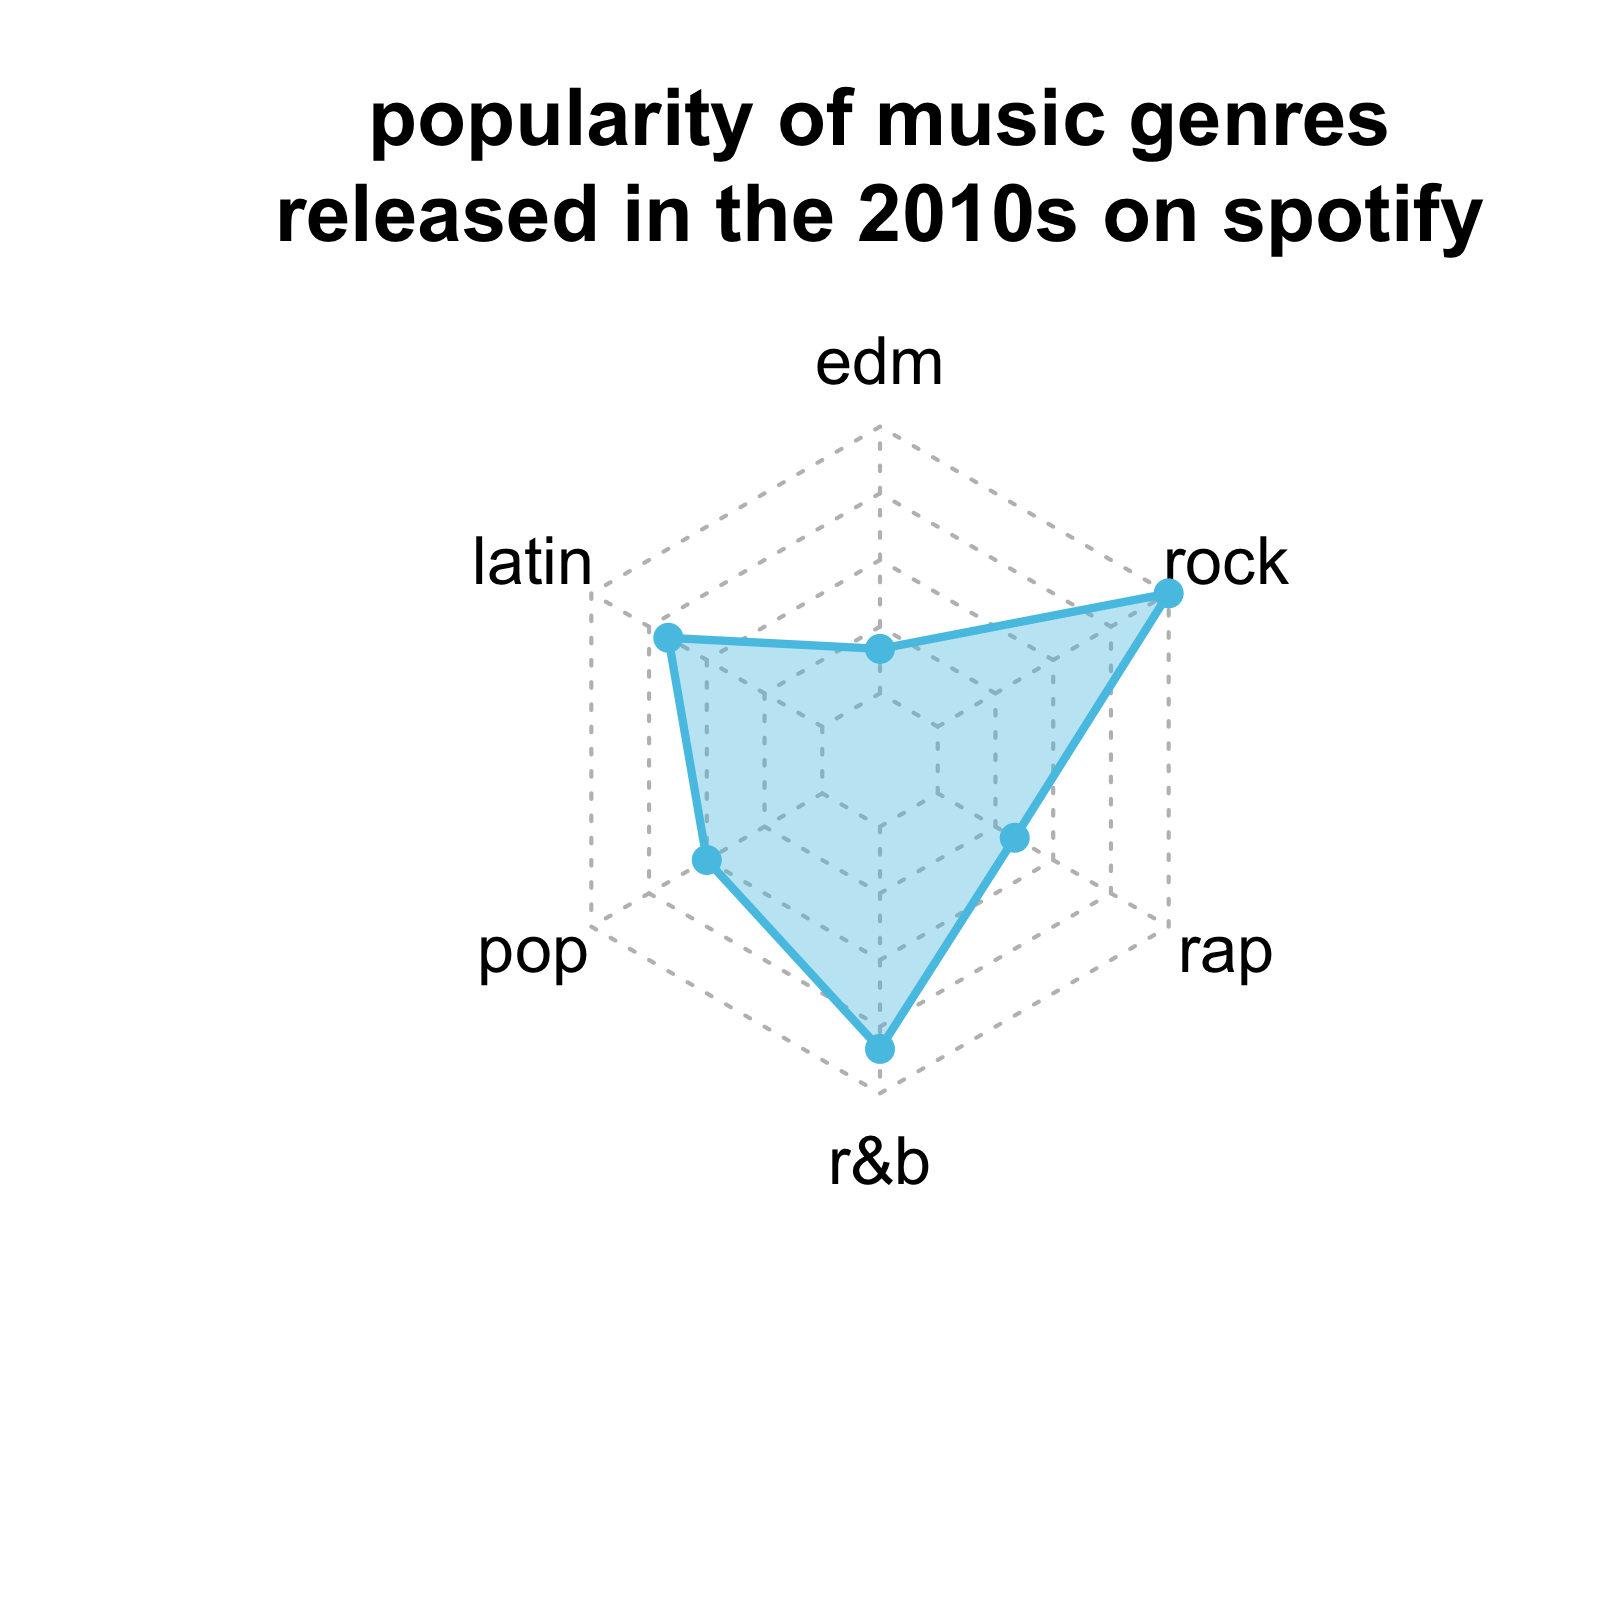 popularity of music genres
released in the 2010s on spotify
edm
latin
rock
pop
rap
r&b